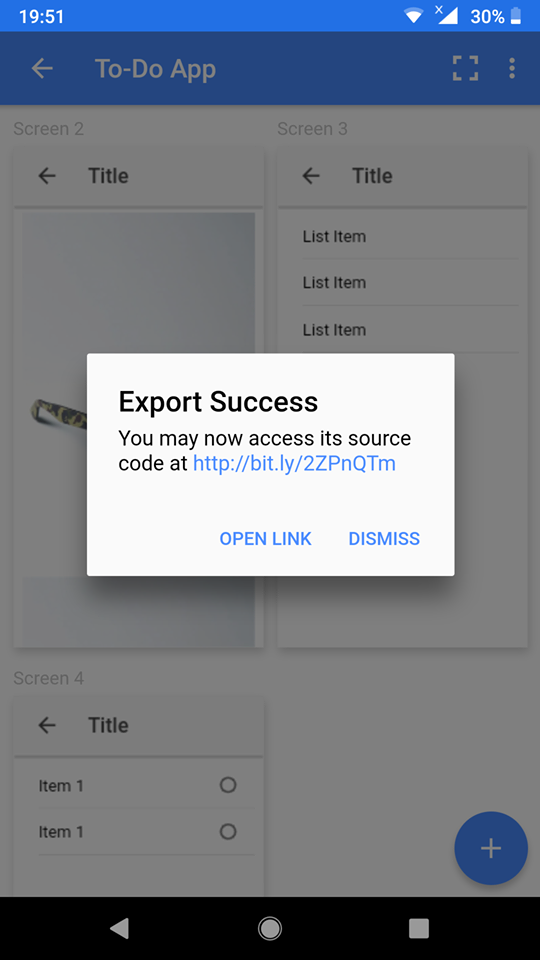 19:51
30%
To-Do App
Screen 2
Screen 3
Title
Title
List Item
List Item
List Item
Export Success
You may now access its source
code at http://bit.ly/2ZPnQTm
OPEN LINK
DISMISS
Screen 4
Title
Item 1
Item 1